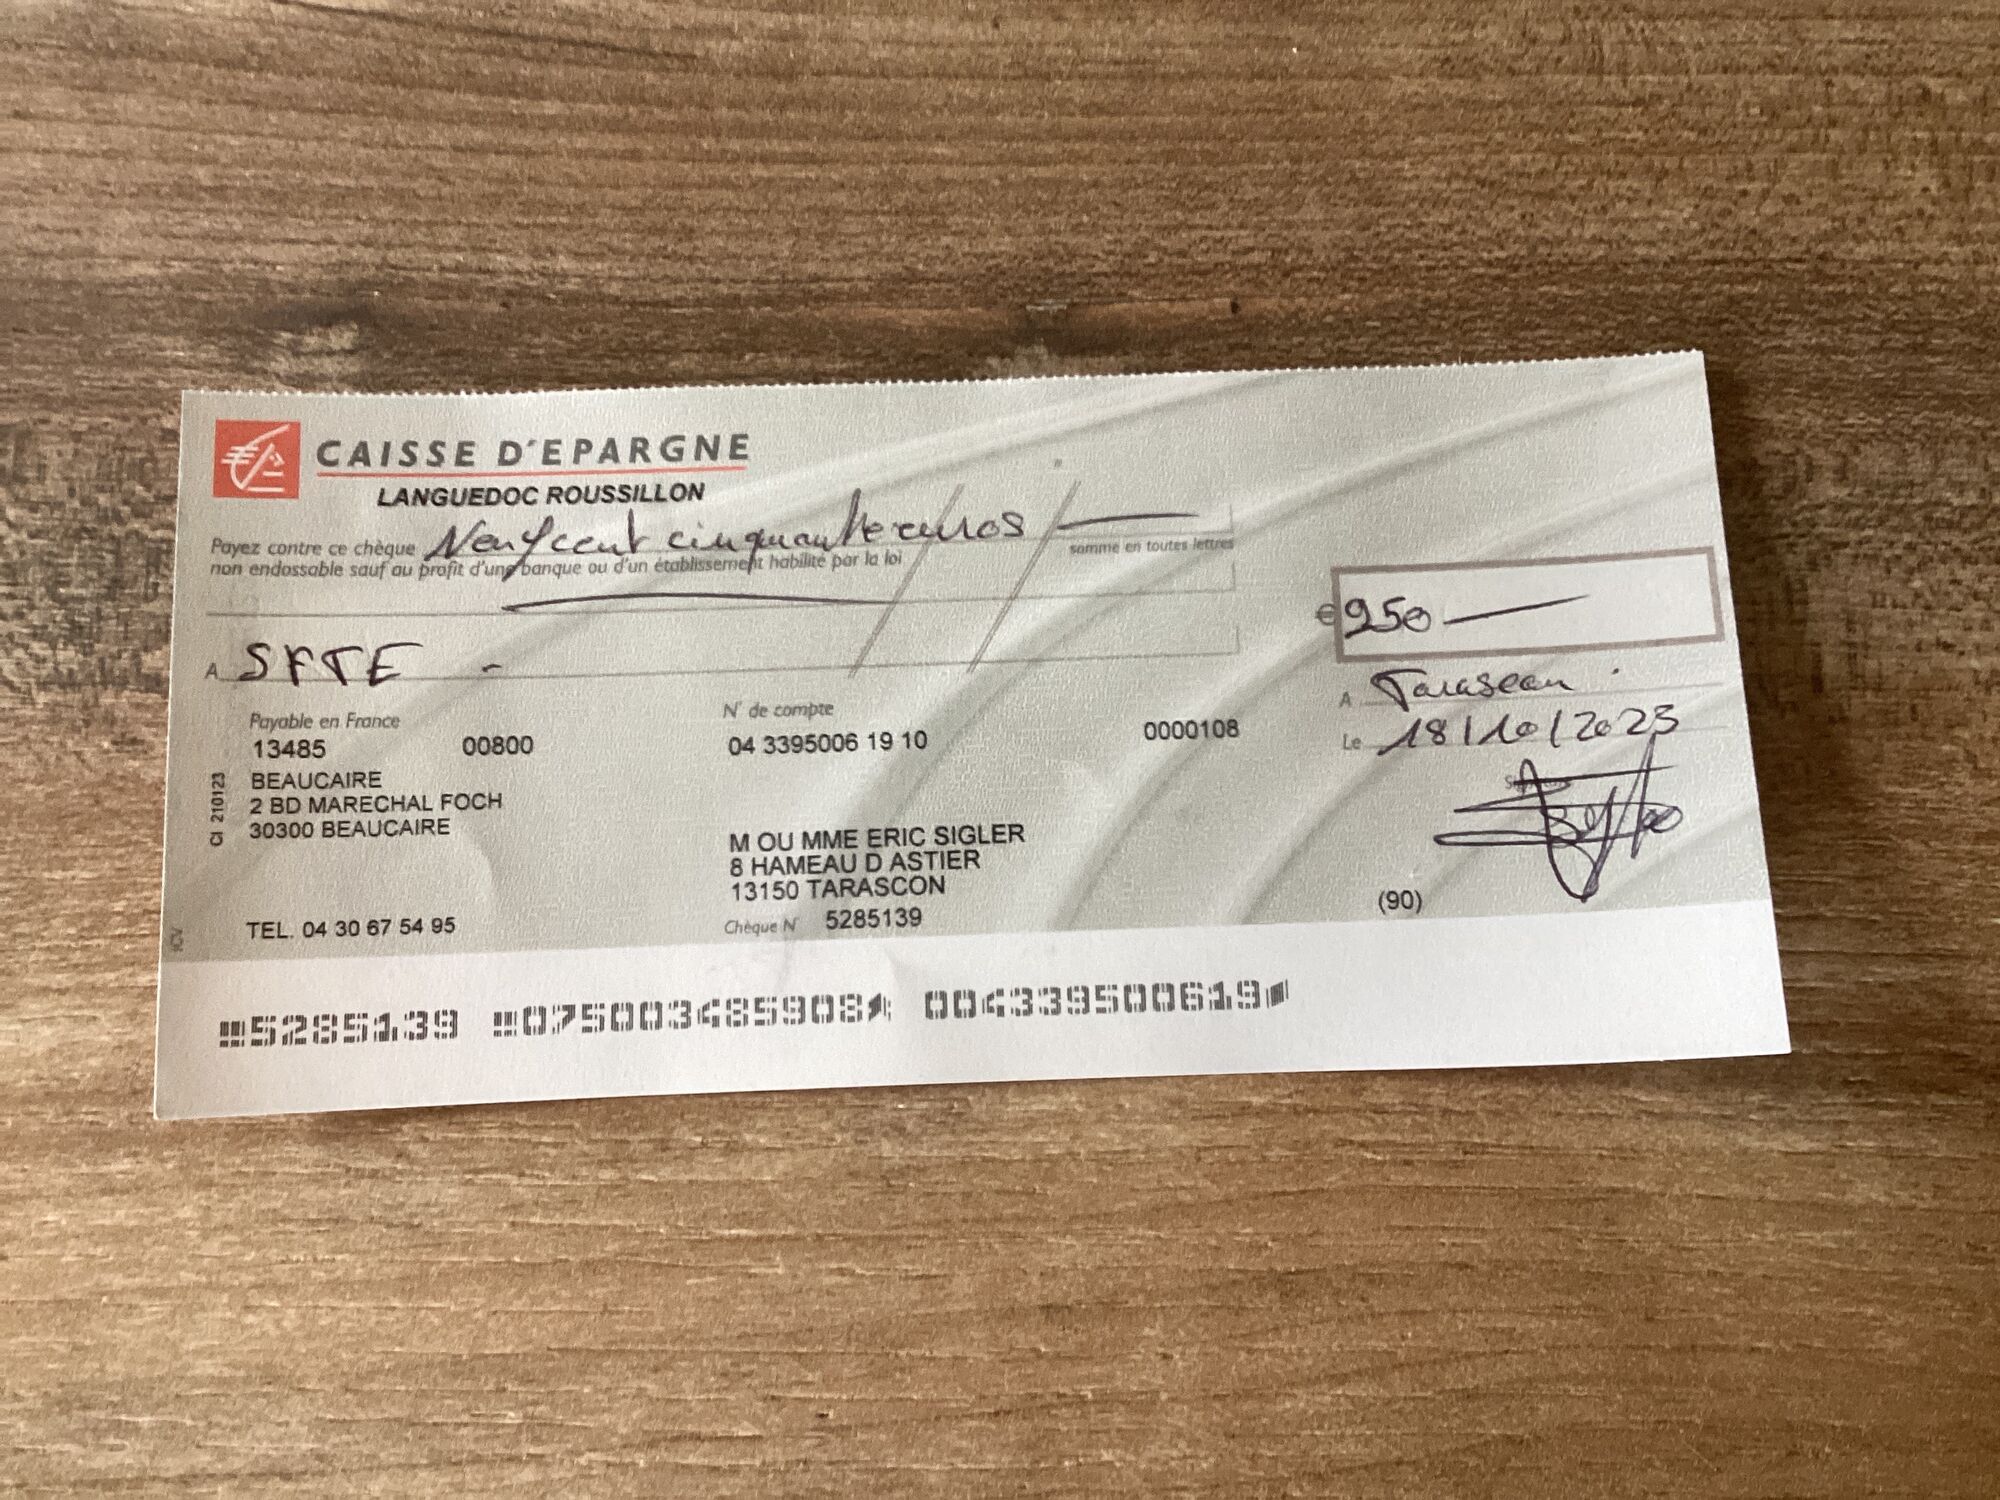 CAISSE D'EPARGNE
LANGUEDOC ROUSSILLON
Payez contre ce chèque Neuf cent cinquante euros
non endossable sauf au profit d'une banque ou d'un établissement habilité par la loi
somme en toutes lettres
€ 950
A SFTE
A Tarascon
Payable en France
N° de compte
13485 00800 04 3395006 19 10 0000108
Le 18/10/2023
CI 210123
BEAUCAIRE
2 BD MARECHAL FOCH
30300 BEAUCAIRE
M OU MME ERIC SIGLER
8 HAMEAU D ASTIER
13150 TARASCON
(90)
TEL. 04 30 67 54 95
Chèque N° 5285139
5285139 075003485908 004339500619